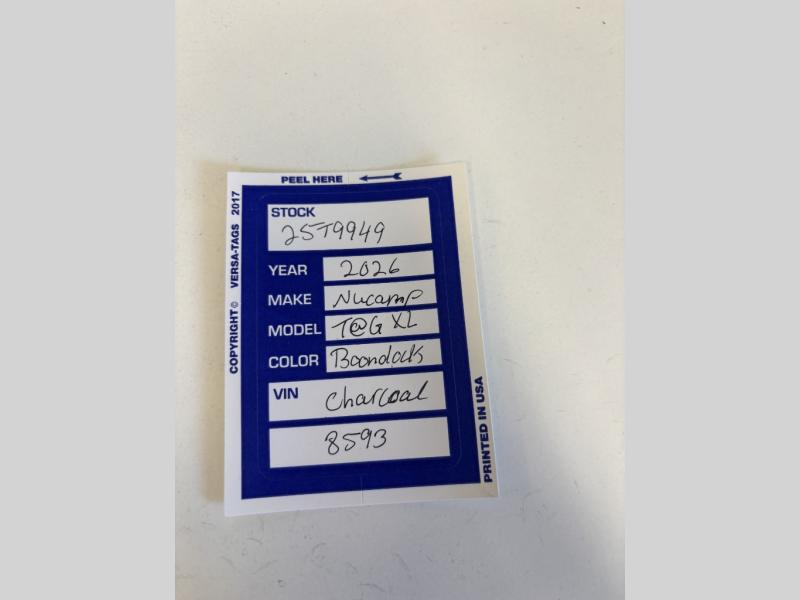 PEEL HERE
COPYRIGHT © VERSA-TAGS 2017
STOCK
25T9949
YEAR 2026
MAKE Nucamp
MODEL T@G XL
COLOR Boondocks
VIN Charcoal
8593
PRINTED IN USA